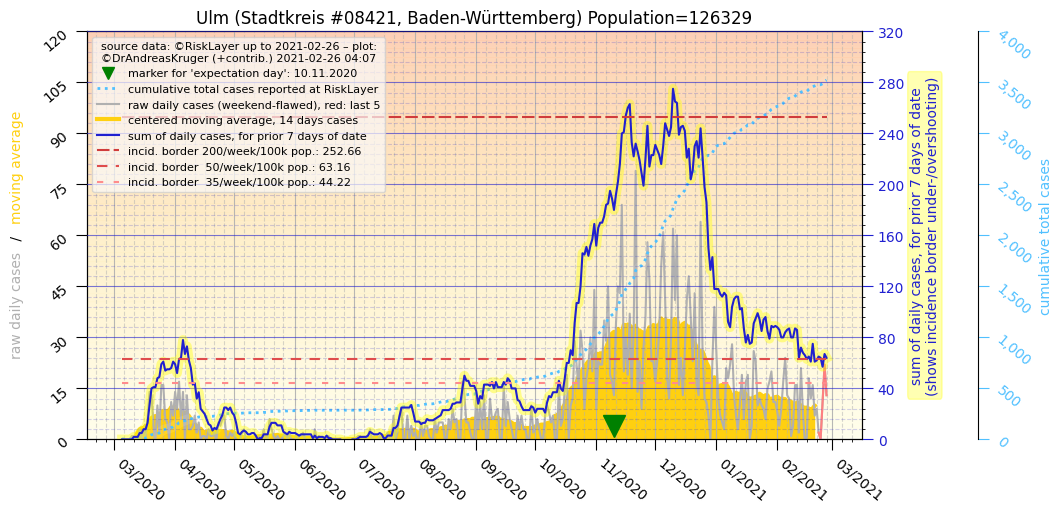 Ulm (Stadtkreis #08421, Baden-Württemberg) Population=126329
source data: ©RiskLayer up to 2021-02-26 – plot:
©DrAndreasKruger (+contrib.) 2021-02-26 04:07
marker for 'expectation day': 10.11.2020
cumulative total cases reported at RiskLayer
raw daily cases (weekend-flawed), red: last 5
centered moving average, 14 days cases
sum of daily cases, for prior 7 days of date
incid. border 200/week/100k pop.: 252.66
incid. border  50/week/100k pop.: 63.16
incid. border  35/week/100k pop.: 44.22
raw daily cases / moving average
120
105
90
75
60
45
30
15
0
03/2020
04/2020
05/2020
06/2020
07/2020
08/2020
09/2020
10/2020
11/2020
12/2020
01/2021
02/2021
03/2021
320
280
240
200
160
120
80
40
0
sum of daily cases, for prior 7 days of date
(shows incidence border under-/overshooting)
4,000
3,500
3,000
2,500
2,000
1,500
1,000
500
0
cumulative total cases